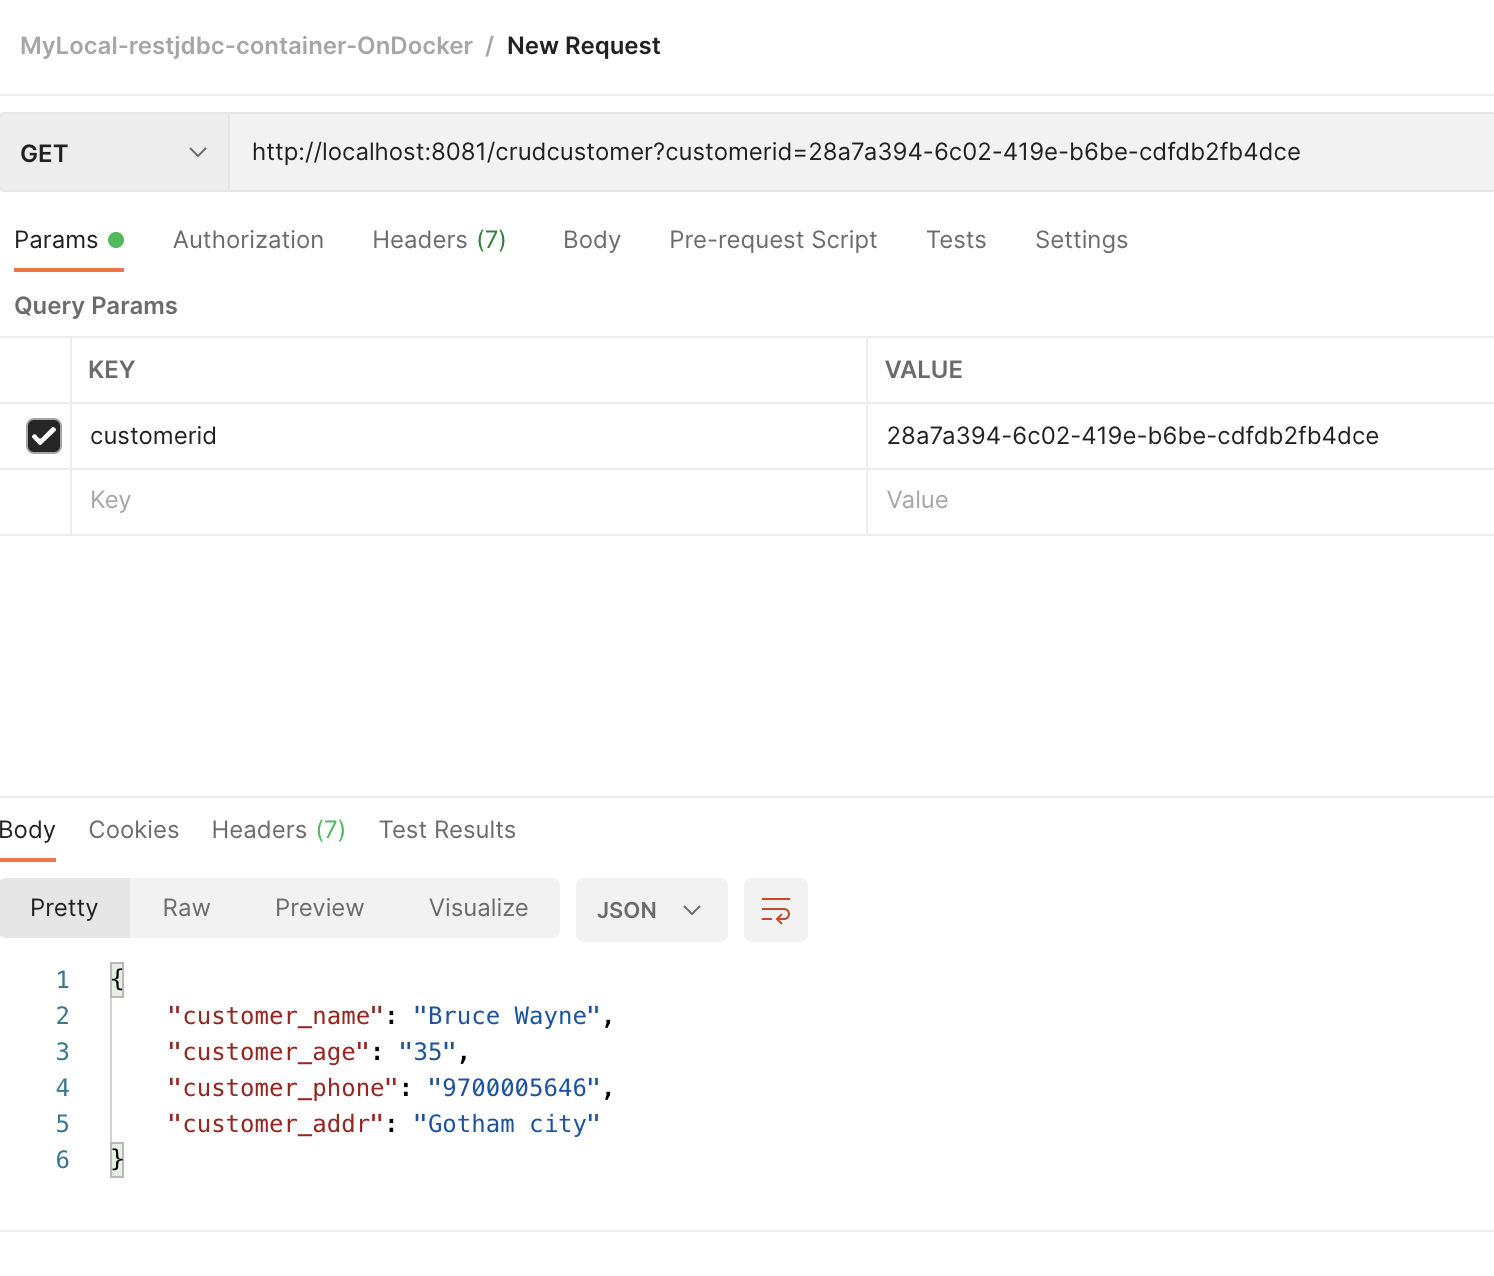 MyLocal-restjdbc-container-OnDocker / New Request
GET http://localhost:8081/crudcustomer?customerid=28a7a394-6c02-419e-b6be-cdfdb2fb4dce
Params Authorization Headers (7) Body Pre-request Script Tests Settings
Query Params
KEY VALUE
customerid 28a7a394-6c02-419e-b6be-cdfdb2fb4dce
Key Value
Body Cookies Headers (7) Test Results
Pretty Raw Preview Visualize JSON
1 {
2 "customer_name": "Bruce Wayne",
3 "customer_age": "35",
4 "customer_phone": "9700005646",
5 "customer_addr": "Gotham city"
6 }